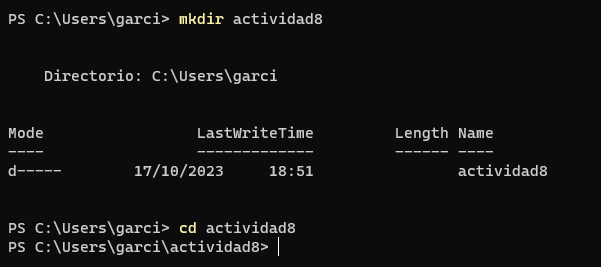 PS C:\Users\garci> mkdir actividad8
Directorio: C:\Users\garci
Mode                 LastWriteTime         Length Name
----                 -------------         ------ ----
d-----        17/10/2023     18:51                actividad8
PS C:\Users\garci> cd actividad8
PS C:\Users\garci\actividad8>